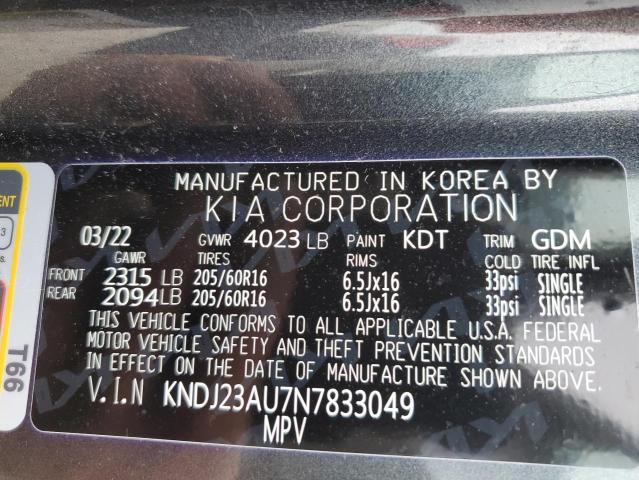 MANUFACTURED IN KOREA BY
KIA CORPORATION
03/22 GVWR 4023 LB PAINT KDT TRIM GDM
GAWR TIRES RIMS COLD TIRE INFL
FRONT 2315 LB 205/60R16 6.5Jx16 33psi SINGLE
REAR 2094 LB 205/60R16 6.5Jx16 33psi SINGLE
THIS VEHICLE CONFORMS TO ALL APPLICABLE U.S.A. FEDERAL
MOTOR VEHICLE SAFETY AND THEFT PREVENTION STANDARDS
IN EFFECT ON THE DATE OF MANUFACTURE SHOWN ABOVE.
V.I.N KNDJ23AU7N7833049
MPV
T66
3